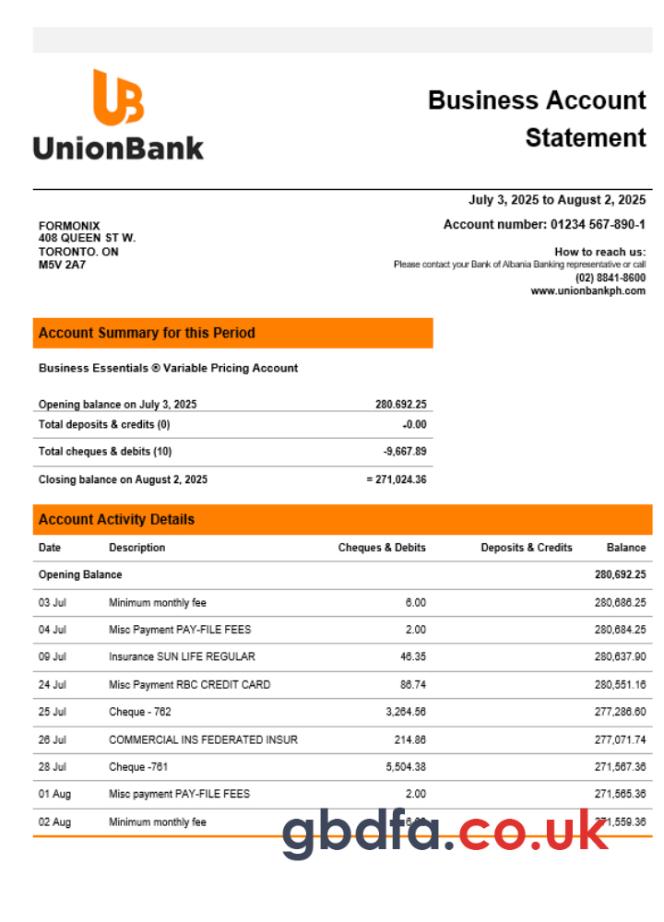 UnionBank
Business Account
Statement
July 3, 2025 to August 2, 2025
FORMONIX
408 QUEEN ST W.
TORONTO. ON
M5V 2A7
Account number: 01234 567-890-1
How to reach us:
Please contact your Bank of Albania Banking representative or call
(02) 8841-8600
www.unionbankph.com
Account Summary for this Period
Business Essentials ® Variable Pricing Account
Opening balance on July 3, 2025 280.692.25
Total deposits & credits (0) -0.00
Total cheques & debits (10) -9,667.89
Closing balance on August 2, 2025 = 271,024.36
Account Activity Details
Date Description Cheques & Debits Deposits & Credits Balance
Opening Balance 280,692.25
03 Jul Minimum monthly fee 6.00 280,686.25
04 Jul Misc Payment PAY-FILE FEES 2.00 280,684.25
09 Jul Insurance SUN LIFE REGULAR 46.35 280,637.90
24 Jul Misc Payment RBC CREDIT CARD 86.74 280,551.16
25 Jul Cheque - 762 3,264.56 277,286.60
26 Jul COMMERCIAL INS FEDERATED INSUR 214.86 277,071.74
28 Jul Cheque -761 5,504.38 271,567.36
01 Aug Misc payment PAY-FILE FEES 2.00 271,565.36
02 Aug Minimum monthly fee 271,559.36
gbdfa.co.uk